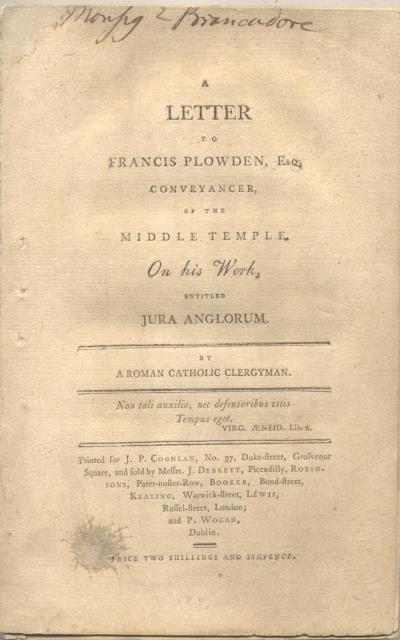 Monsig r Brancadoro
A
LETTER
TO
FRANCIS PLOWDEN, Esq.
CONVEYANCER,
OF THE
MIDDLE TEMPLE,
On his Work,
ENTITLED
JURA ANGLORUM.
BY
A ROMAN CATHOLIC CLERGYMAN.
Non tali auxilio, nec defensoribus istis
Tempus eget.
VIRG. ÆNEID. Lib. 2.
Printed for J. P. COGHLAN, No. 37, Duke-street, Grosvenor
Square, and sold by Messrs. J. DEBRETT, Piccadilly, ROBIN-
SONS, Pater-noster-Row, BOOKER, Bond-street,
KEATING, Warwick-street, LEWIS,
Russel-street, London;
and P. WOGAN,
Dublin.
PRICE TWO SHILLINGS AND SIXPENCE.